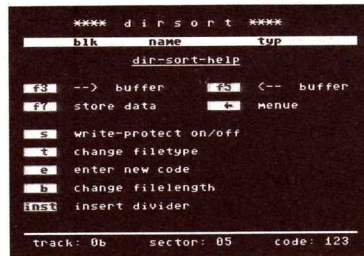 **** dirsort ****
blk name typ
dir-sort-help
f3 --> buffer f5 <-- buffer
f7 store data ← menue
s write-protect on/off
t change filetype
e enter new code
b change filelength
inst insert divider
track: 0b sector: 05 code: 123